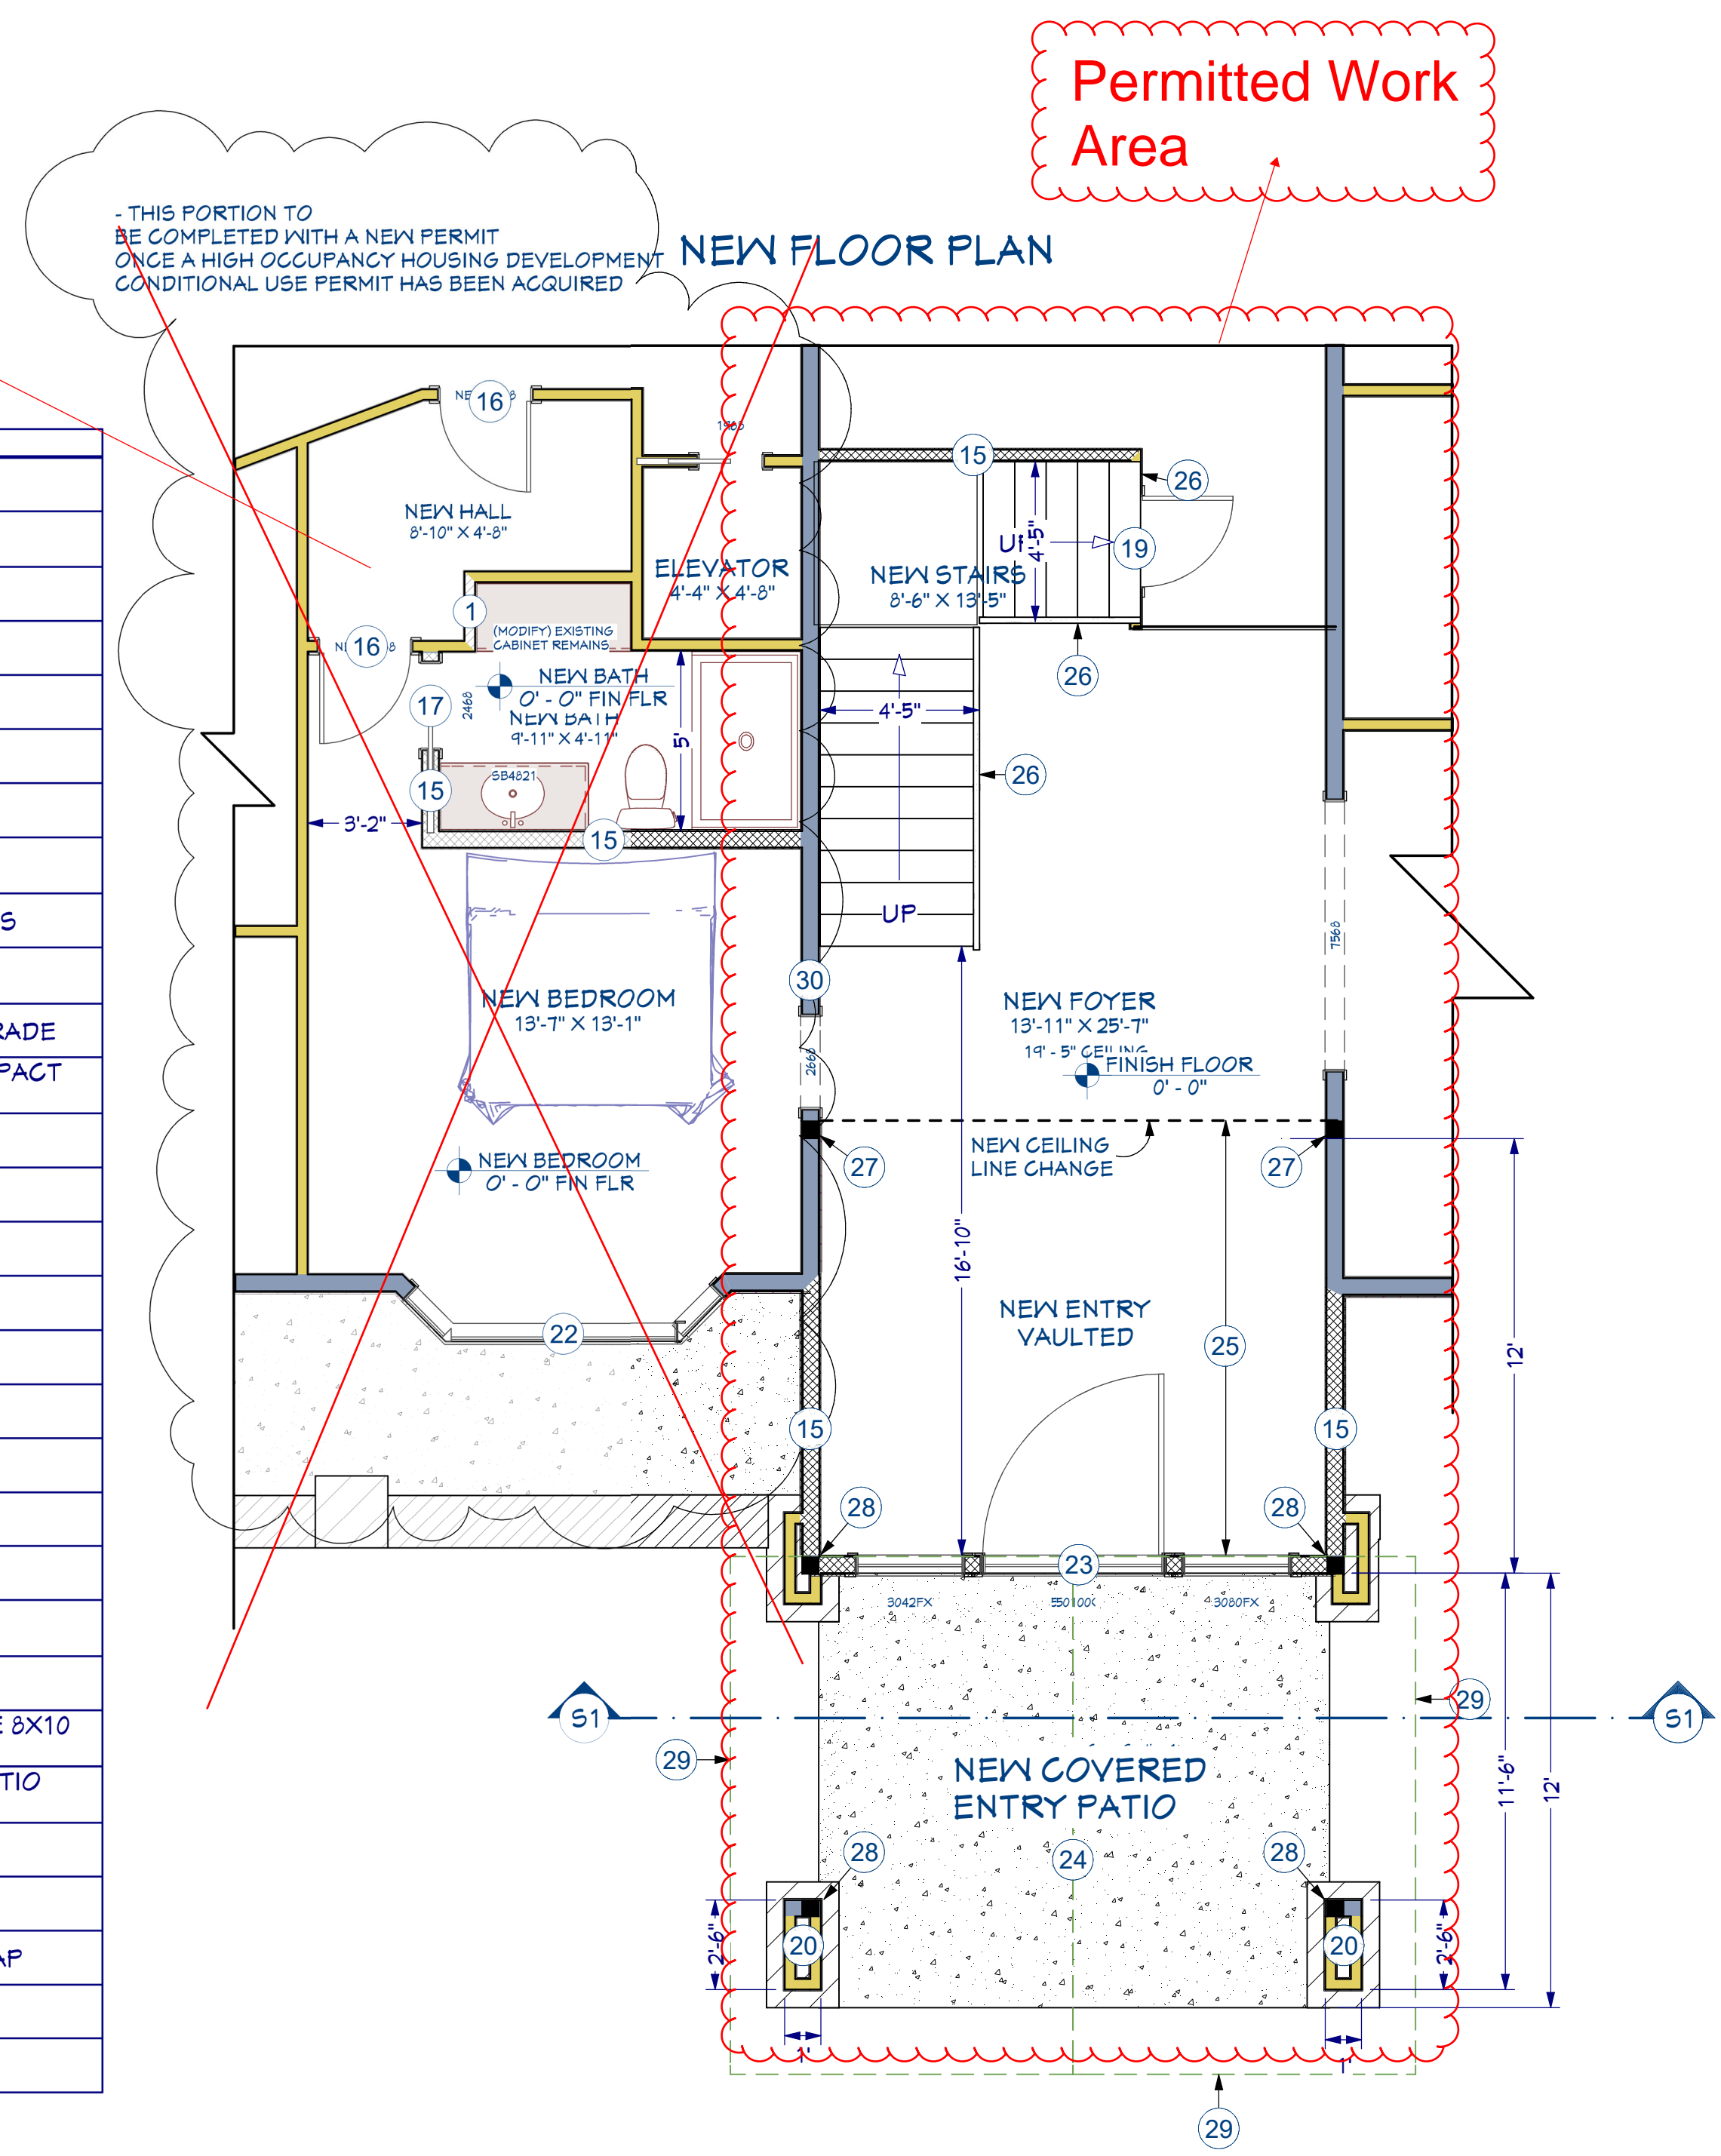 Permitted Work
Area
- THIS PORTION TO
BE COMPLETED WITH A NEW PERMIT
ONCE A HIGH OCCUPANCY HOUSING DEVELOPMENT
CONDITIONAL USE PERMIT HAS BEEN ACQUIRED
NEW FLOOR PLAN
16
15
26
NEW HALL
8'-10" X 4'-8"
UP
4'-5"
19
ELEVATOR
4'-4" X 4'-8"
NEW STAIRS
8'-6" X 13'-5"
1
(MODIFY) EXISTING
CABINET REMAINS
16
26
NEW BATH
0' - 0" FIN FLR
NEW BATH
9'-11" X 4'-11"
17
2468
5'
4'-5"
26
SB4821
15
3'-2"
15
UP
S
7568
30
NEW BEDROOM
13'-7" X 13'-1"
NEW FOYER
13'-11" X 25'-7"
19' - 5" CEILING
FINISH FLOOR
0' - 0"
2668
RADE
PACT
NEW CEILING
LINE CHANGE
27
27
NEW BEDROOM
0' - 0" FIN FLR
16'-10"
NEW ENTRY
VAULTED
22
25
12'
15
15
28
28
23
3042FX
3080FX
29
S1
S1
8X10
29
NEW COVERED
ENTRY PATIO
TIO
11'-6"
12'
28
28
24
2'-6"
20
20
2'-6"
AP
1'
29